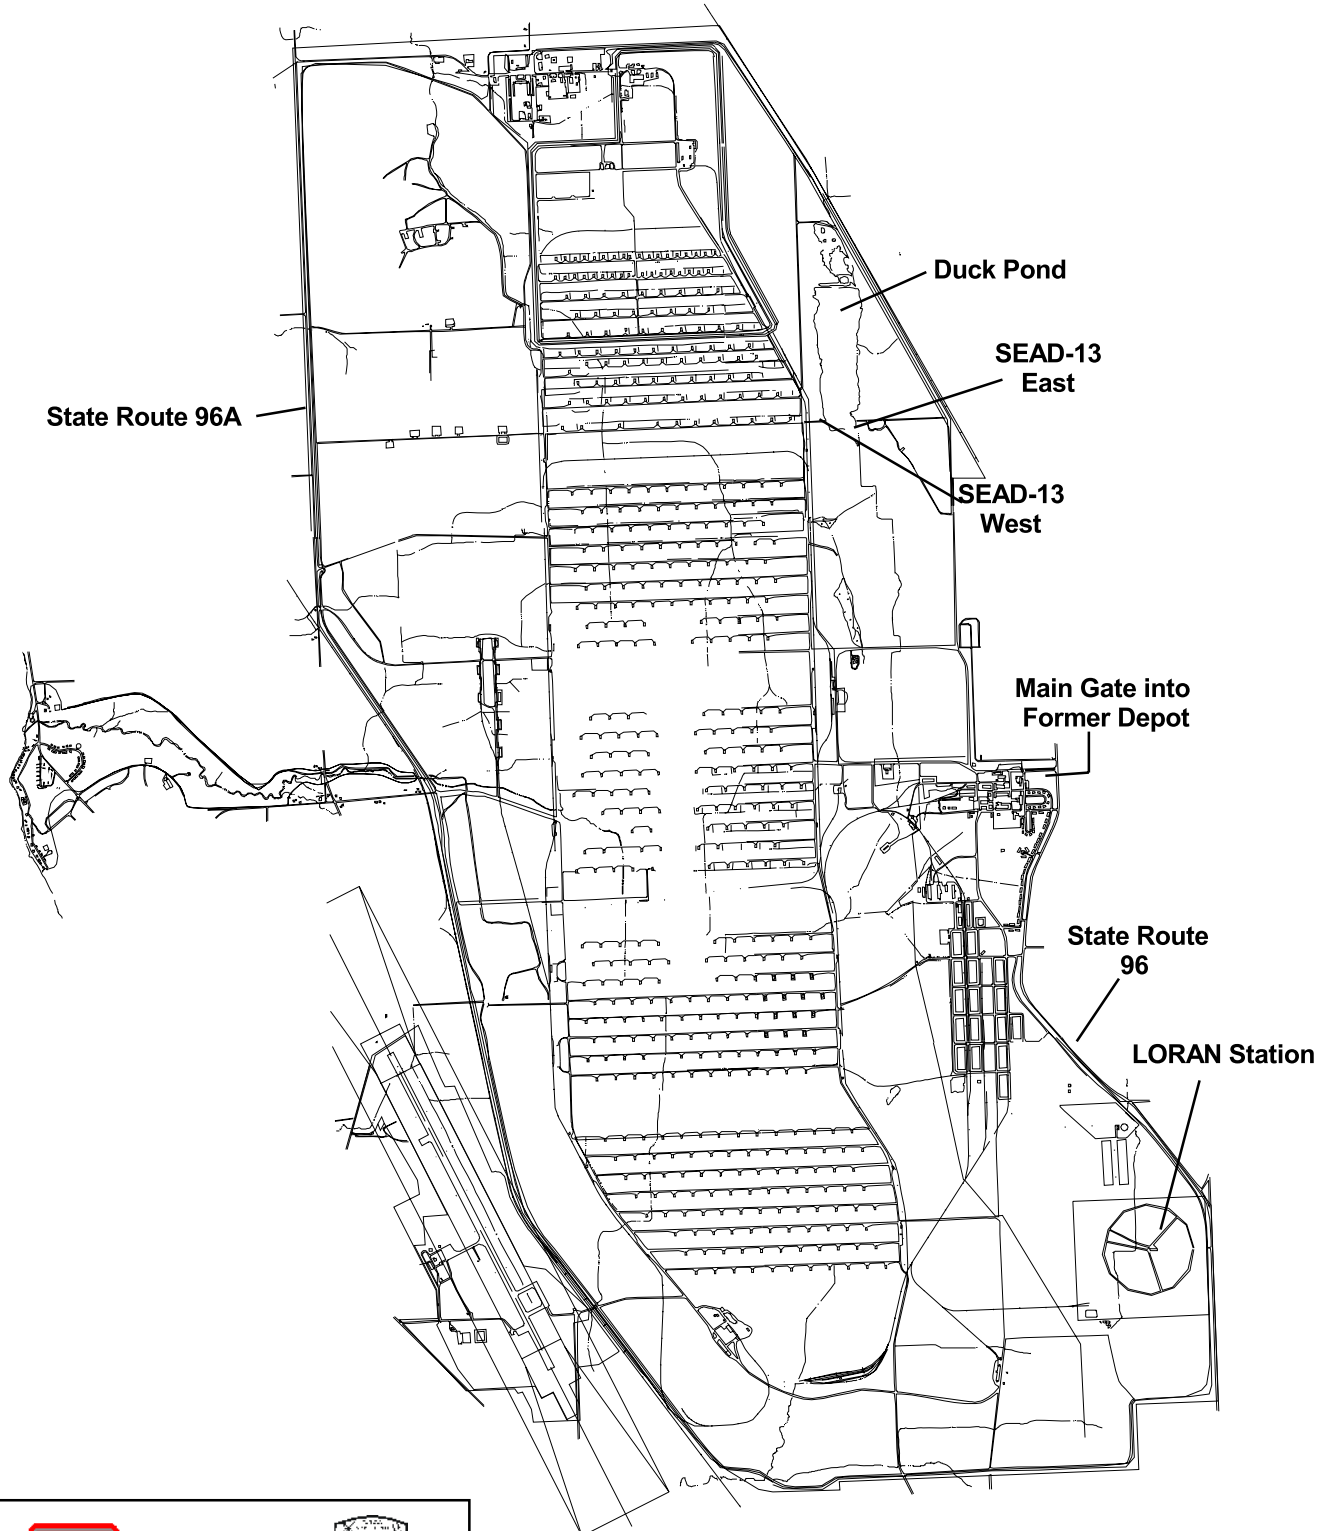 Duck Pond
SEAD-13
East
State Route 96A
SEAD-13
West
Main Gate into
Former Depot
State Route
96
LORAN Station